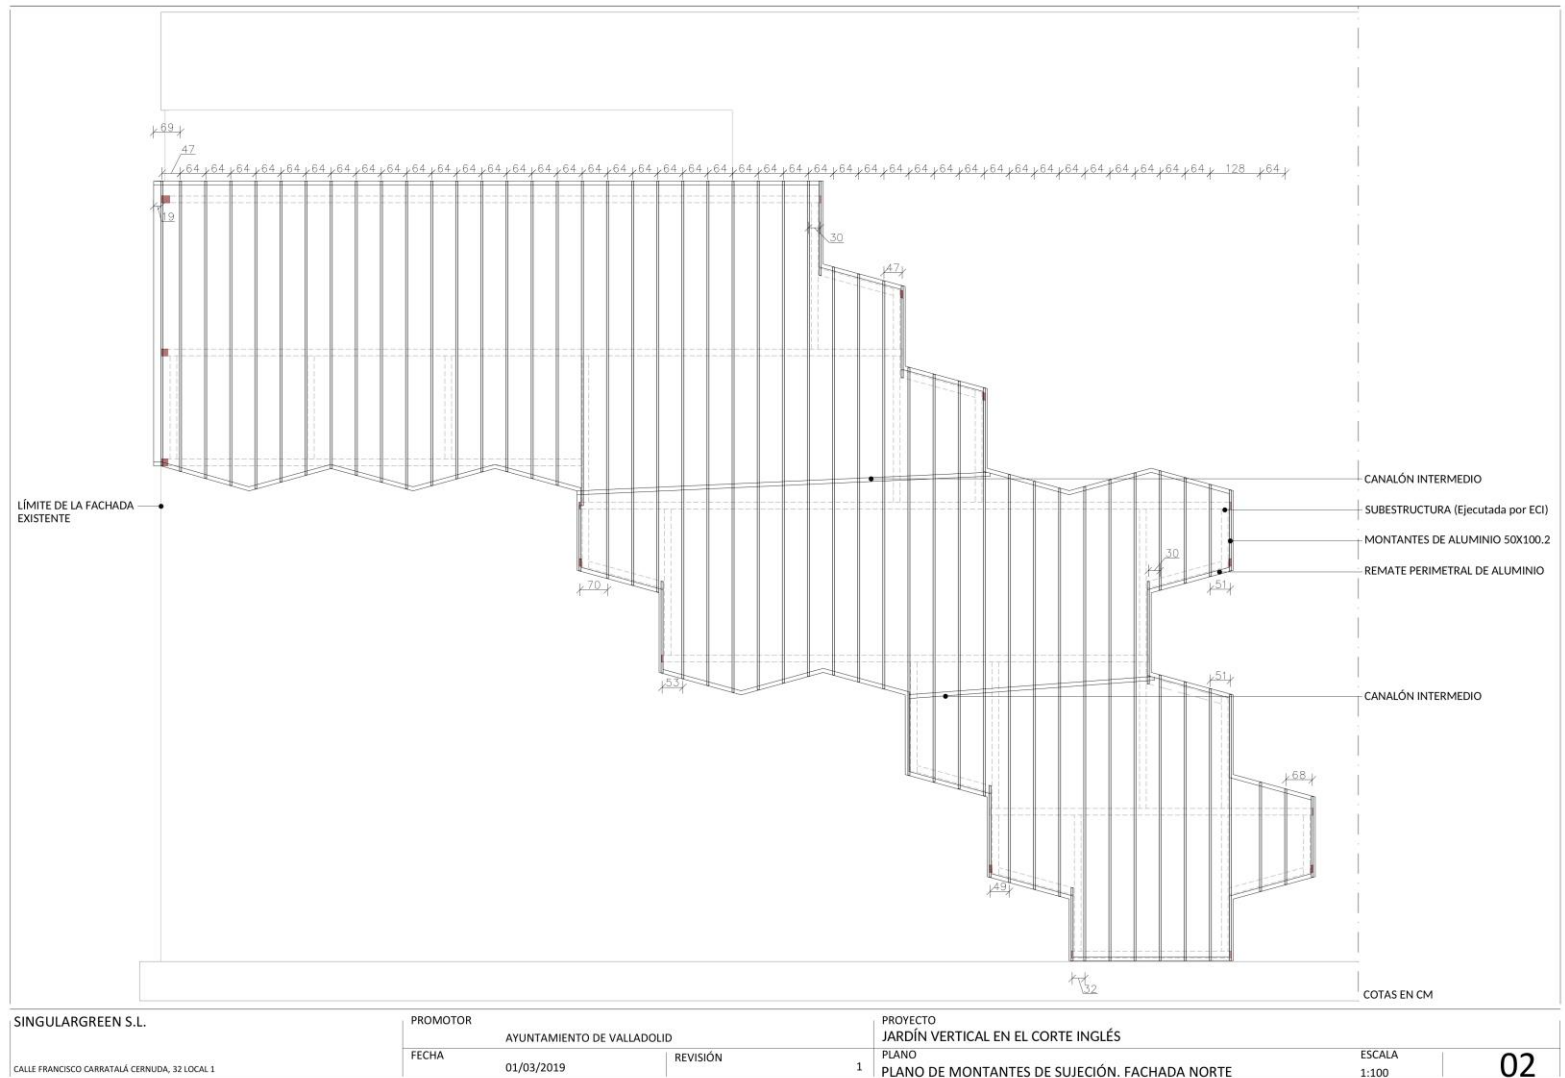 69
47
64 64 64 64 64 64 64 64 64 64 64 64 64 64 64 64 64 64 64 64 64 64 64 64 64 64 64 64 64 64 64 64 64 64 64 64 64 64 64 64 64 128 64
19
30
47
CANALÓN INTERMEDIO
LÍMITE DE LA FACHADA
EXISTENTE
SUBESTRUCTURA (Ejecutada por ECI)
MONTANTES DE ALUMINIO 50X100.2
30
REMATE PERIMETRAL DE ALUMINIO
70
51
53
51
CANALÓN INTERMEDIO
68
49
32
COTAS EN CM
SINGULARGREEN S.L.
CALLE FRANCISCO CARRATALÁ CERNUDA, 32 LOCAL 1
PROMOTOR
AYUNTAMIENTO DE VALLADOLID
FECHA
01/03/2019
REVISIÓN
1
PROYECTO
JARDÍN VERTICAL EN EL CORTE INGLÉS
PLANO
PLANO DE MONTANTES DE SUJECIÓN. FACHADA NORTE
ESCALA
1:100
02